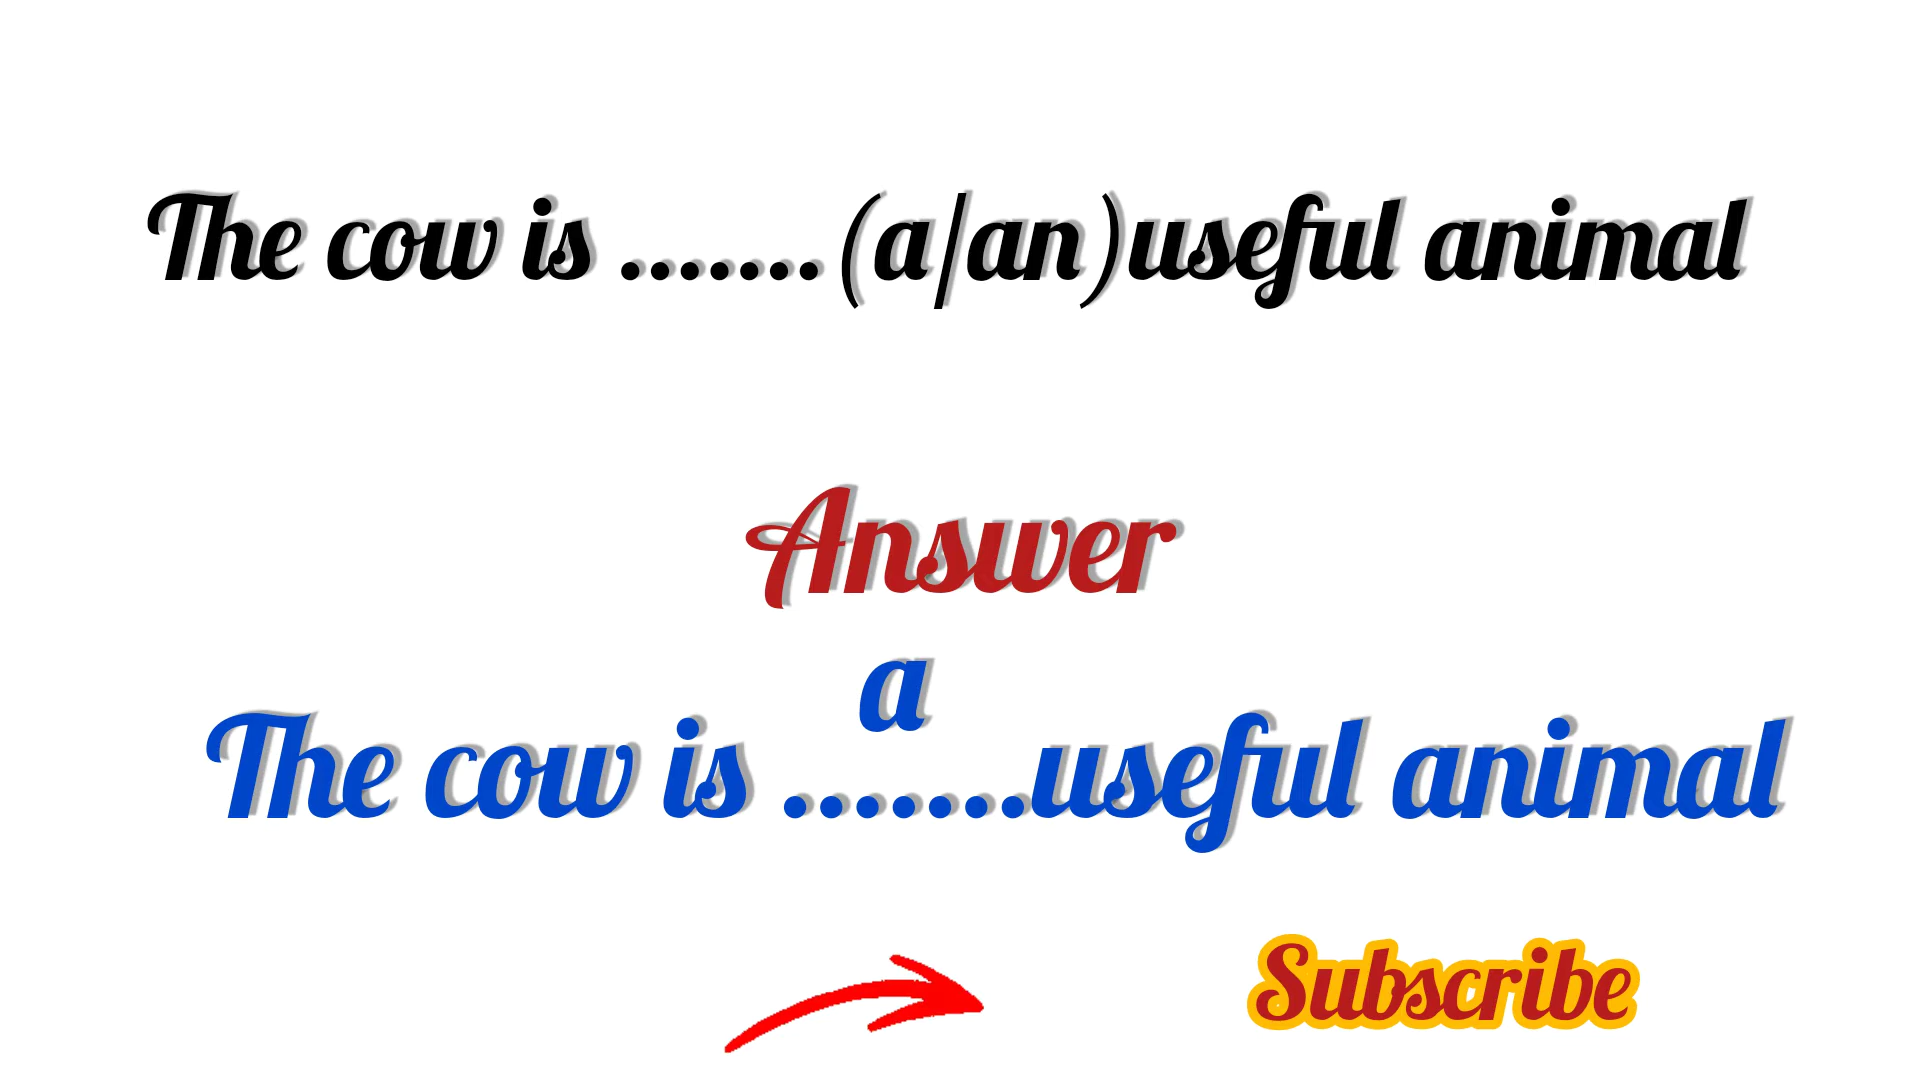 The cow is .......(a/an)useful animal
Answer
a
The cow is .......useful animal
Subscribe